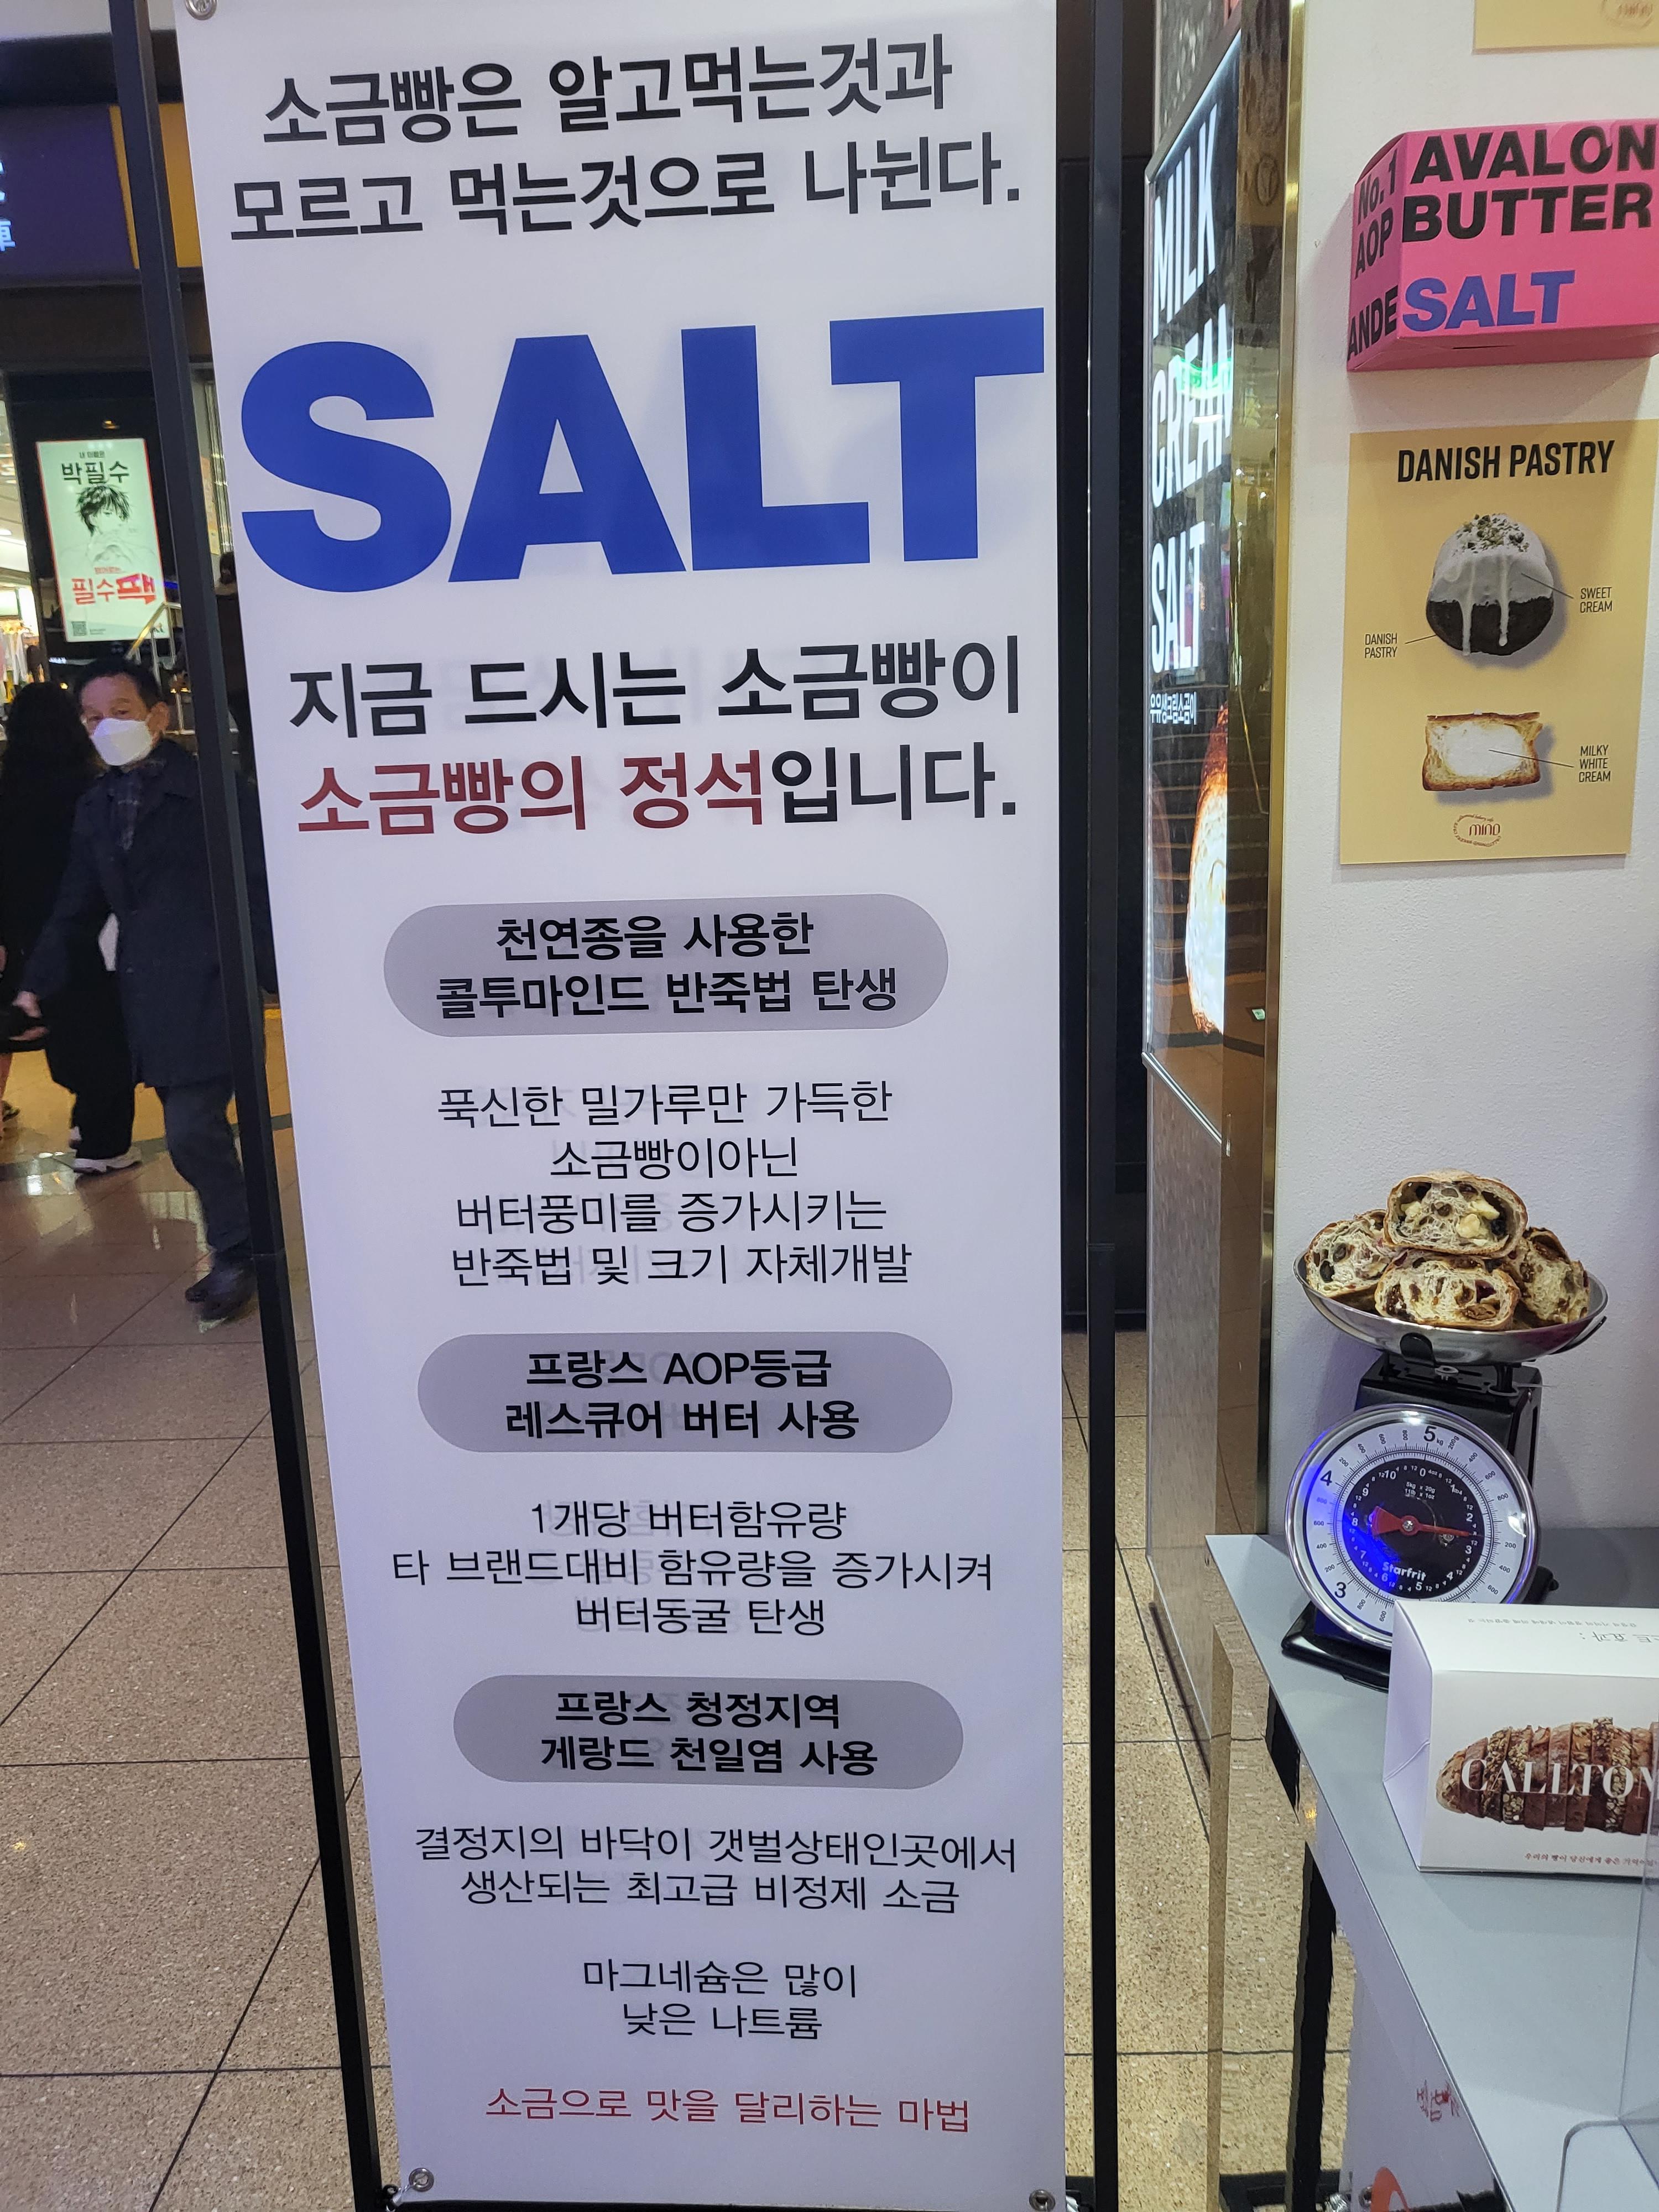 소금빵은 알고먹는것과
모르고 먹는것으로 나뉜다.
SALT
지금 드시는 소금빵이
소금빵의 정석입니다.
천연종을 사용한
콜투마인드 반죽법 탄생
푹신한 밀가루만 가득한
소금빵이아닌
버터풍미를 증가시키는
반죽법 및 크기 자체개발
프랑스 AOP등급
레스큐어 버터 사용
1개당 버터함유량
타 브랜드대비 함유량을 증가시켜
버터동굴 탄생
프랑스 청정지역
게랑드 천일염 사용
결정지의 바닥이 갯벌상태인곳에서
생산되는 최고급 비정제 소금
마그네슘은 많이
낮은 나트륨
소금으로 맛을 달리하는 마법
박필수
필수팩
MILK
CREAM
SALT
No.1
AOP
AVALON
BUTTER
ANDE
SALT
DANISH PASTRY
SWEET
CREAM
DANISH
PASTRY
MILKY
WHITE
CREAM
MIND
Starfrit
CALLTO